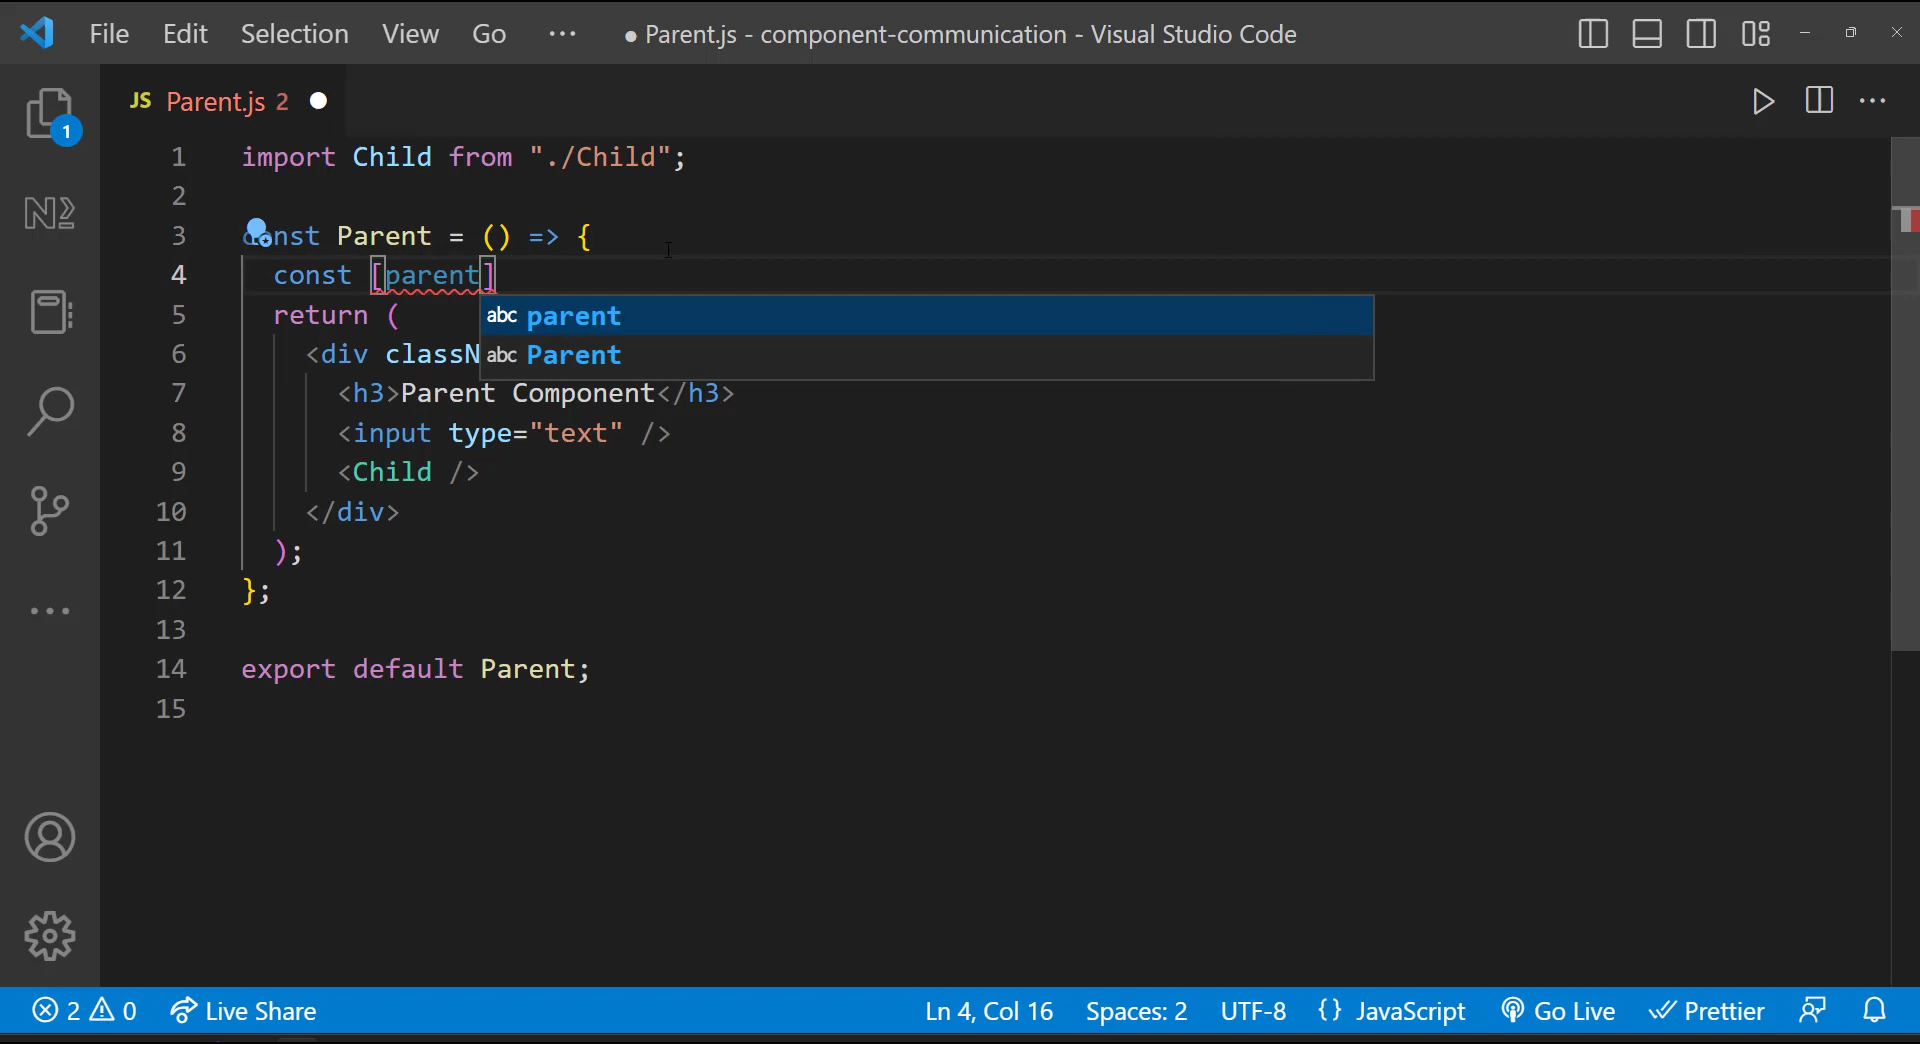 File Edit Selection View Go ··· ● Parent.js - component-communication - Visual Studio Code
JS Parent.js 2 ●
1
1 import Child from "./Child";
2
3 const Parent = () => {
4 const [parent]
abc parent
5 return (
6 <div classN
abc Parent
7 <h3>Parent Component</h3>
8 <input type="text" />
9 <Child />
10 </div>
11 );
12 };
13
14 export default Parent;
15
2 0 Live Share Ln 4, Col 16 Spaces: 2 UTF-8 {} JavaScript Go Live Prettier